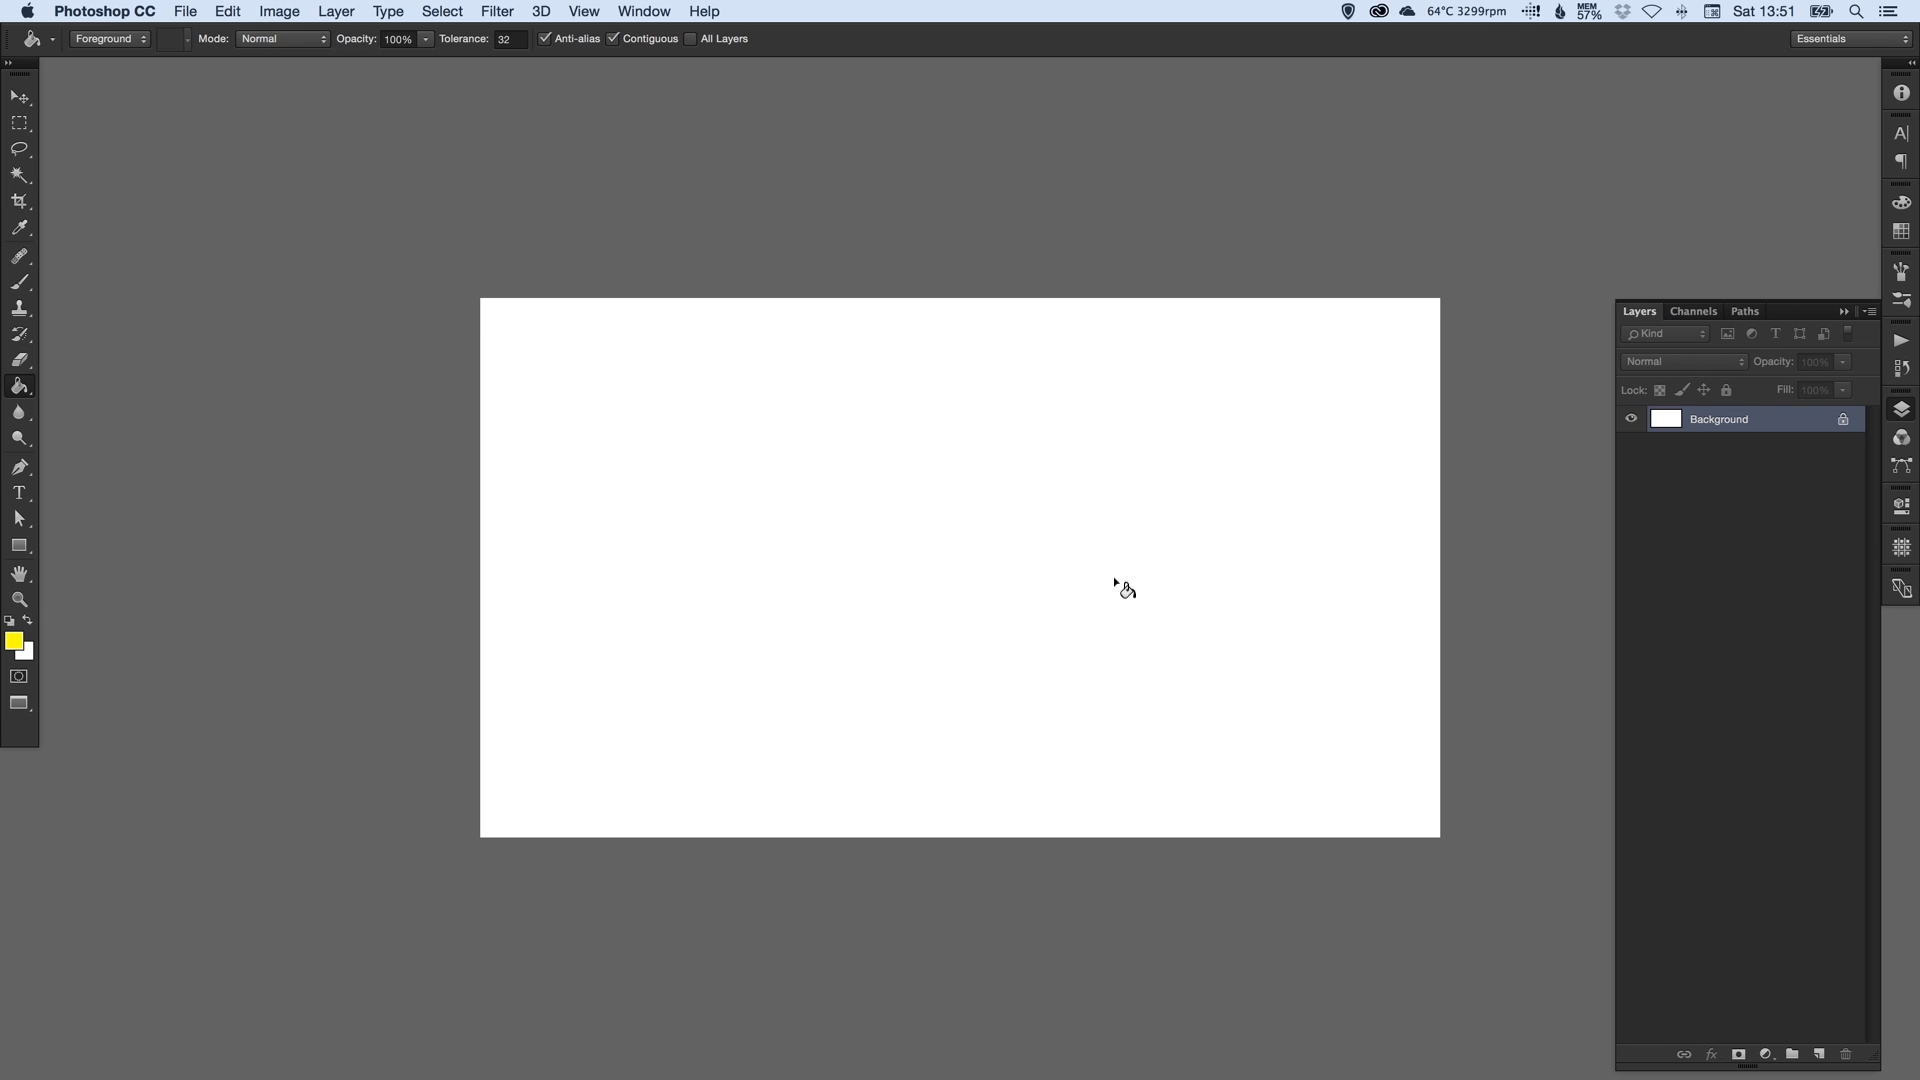 Photoshop CC File Edit Image Layer Type Select Filter 3D View Window Help 64°C 3299rpm MEM 57% Sat 13:51
Foreground Mode: Normal Opacity: 100% Tolerance: 32 Anti-alias Contiguous All Layers Essentials
Layers Channels Paths
Kind
Normal Opacity: 100%
Lock: Fill: 100%
Background
fx